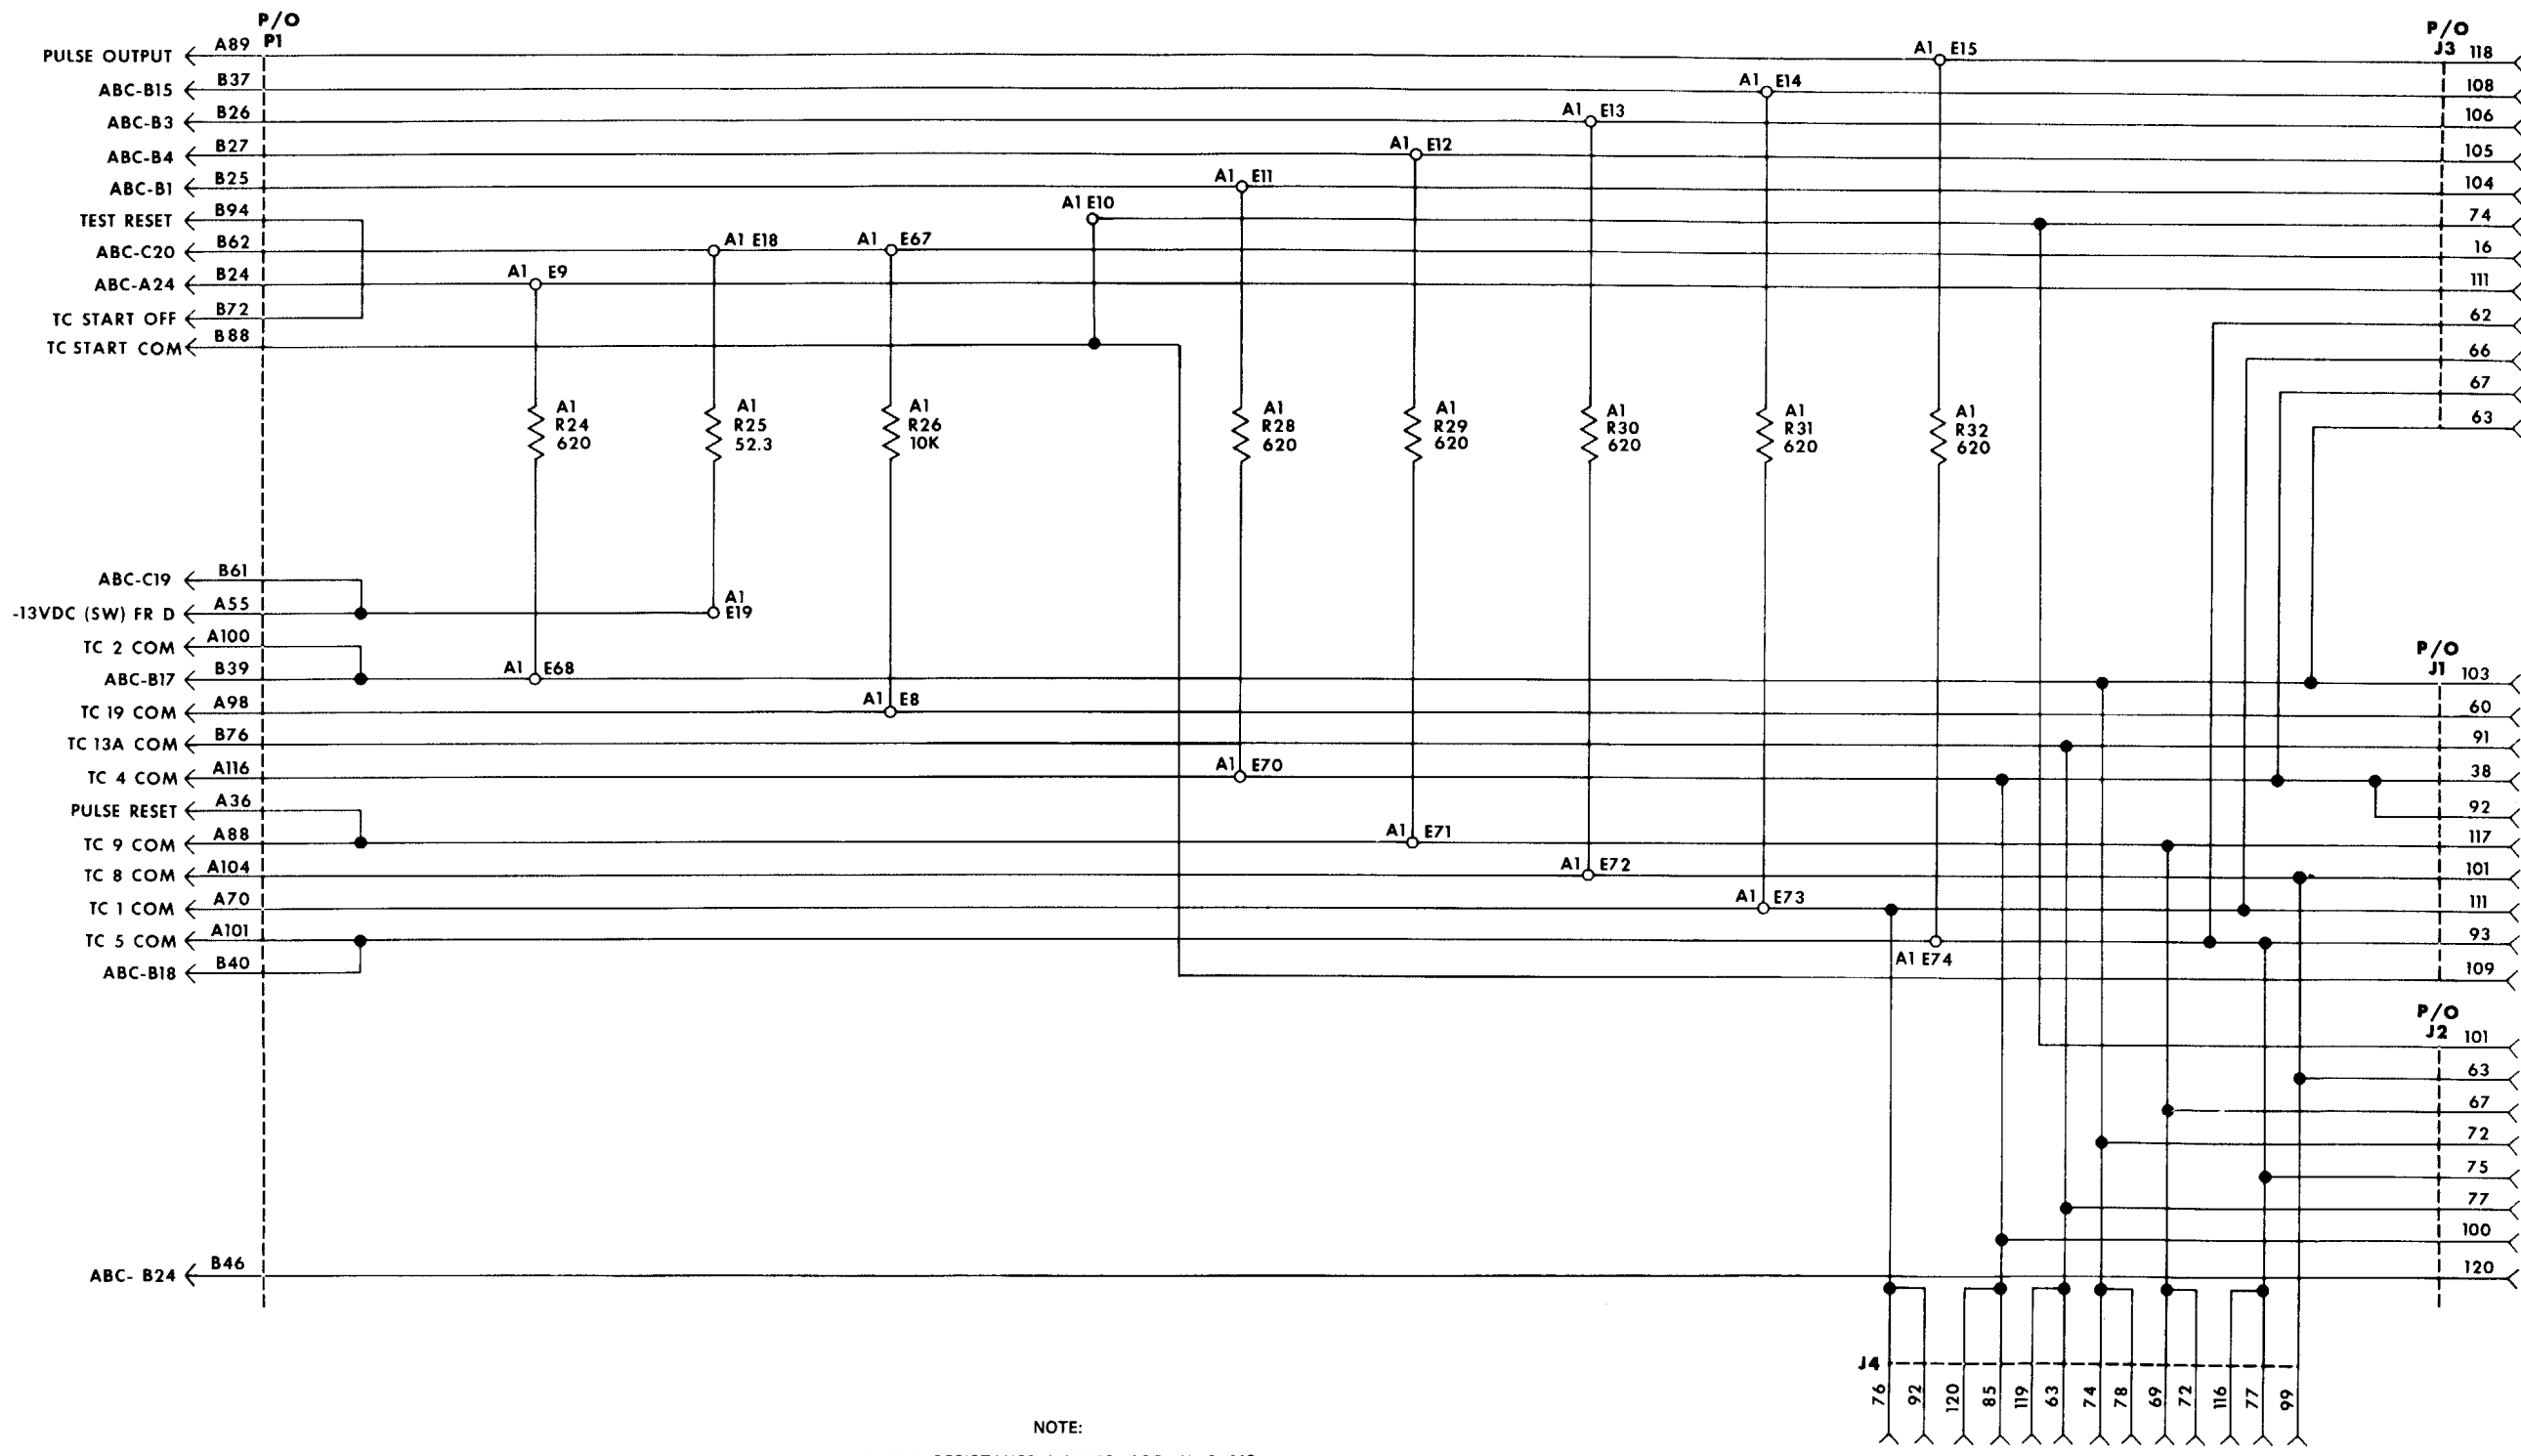 P/O
P1
PULSE OUTPUT A89
ABC-B15 B37
ABC-B3 B26
ABC-B4 B27
ABC-B1 B25
TEST RESET B94
ABC-C20 B62
ABC-A24 B24
TC START OFF B72
TC START COM B88
A1 E15
A1 E14
A1 E13
A1 E12
A1 E11
A1 E10
A1 E18
A1 E67
A1 E9
P/O
J3
118
108
106
105
104
74
16
111
62
66
67
63
A1
R24
620
A1
R25
52.3
A1
R26
10K
A1
R28
620
A1
R29
620
A1
R30
620
A1
R31
620
A1
R32
620
ABC-C19 B61
-13VDC (SW) FR D A55
TC 2 COM A100
ABC-B17 B39
TC 19 COM A98
TC 13A COM B76
TC 4 COM A116
PULSE RESET A36
TC 9 COM A88
TC 8 COM A104
TC 1 COM A70
TC 5 COM A101
ABC-B18 B40
A1
E19
A1 E68
A1 E8
A1 E70
A1 E71
A1 E72
A1 E73
A1 E74
P/O
J1
103
60
91
38
92
117
101
111
93
109
P/O
J2
101
63
67
72
75
77
100
120
ABC- B24 B46
J4
76
92
120
85
119
63
74
78
69
72
116
77
99
NOTE: